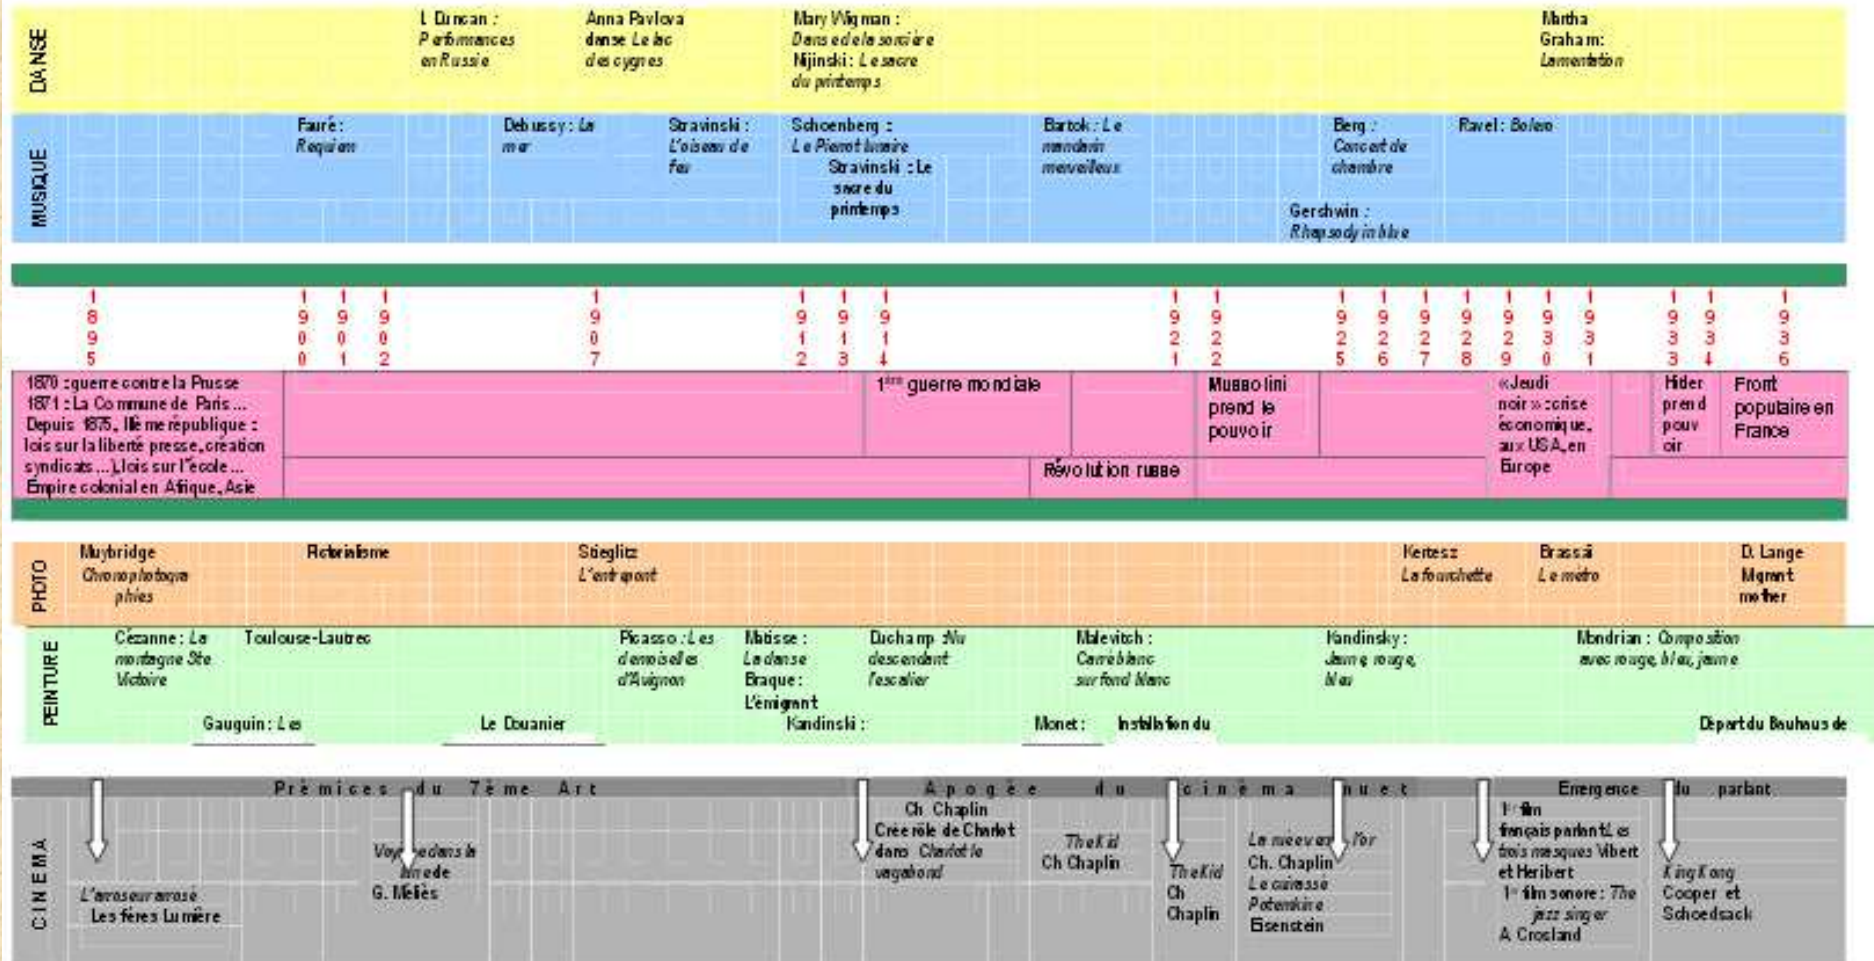 DANSE
I. Duncan :
Performances
en Russie
Anna Pavlova
danse Le lac
des cygnes
Mary Wigman :
Danse de la sorcière
Nijinski : Le sacre
du printemps
Martha
Graham:
Lamentation
MUSIQUE
Fauré :
Requiem
Debussy : La
mer
Stravinski :
L'oiseau de
feu
Schoenberg :
Le Pierrot lunaire
Stravinski : Le
sacre du
printemps
Bartok : Le
mandarin
merveilleux
Berg :
Concert de
chambre
Gershwin :
Rhapsody in blue
Ravel : Bolero
1895
1900
1901
1902
1907
1912
1913
1914
1921
1922
1925
1926
1927
1928
1929
1930
1931
1933
1934
1936
1870 : guerre contre la Prusse
1871 : La Commune de Paris...
Depuis 1875, IIIème république :
lois sur la liberté presse, création
syndicats...), lois sur l'école...
Empire colonial en Afrique, Asie
1ère guerre mondiale
Révolution russe
Mussolini
prend le
pouvoir
«Jeudi
noir » : crise
économique,
aux USA, en
Europe
Hitler
prend
pouv
oir
Front
populaire en
France
PHOTO
Muybridge
Chronophotogra
phies
Pictorialisme
Stieglitz
L'entrepont
Kertesz
La fourchette
Brassaï
Le métro
D. Lange
Migrant
mother
PEINTURE
Cézanne : La
montagne Ste
Victoire
Toulouse-Lautrec
Gauguin : Les
Le Douanier
Picasso : Les
demoiselles
d'Avignon
Matisse :
La danse
Braque :
L'émigrant
Kandinski :
Duchamp : Nu
descendant
l'escalier
Monet :
Malevitch :
Carré blanc
sur fond blanc
Installation du
Kandinsky :
Jaune, rouge,
bleu
Mondrian : Composition
avec rouge, bleu, jaune
Départ du Bauhaus de
CINEMA
Prémices du 7ème Art
Apogée du cinéma muet
Emergence du parlant
L'arroseur arrosé
Les fères Lumière
dans la
lune de
G. Méliès
Ch. Chaplin
Crée rôle de Charlot
dans Charlot le
vagabond
The Kid
Ch Chaplin
The Kid
Ch
Chaplin
La ruée vers l'or
Ch. Chaplin
Le cuirassé
Potemkine
Eisenstein
1er film
français parlant: Les
trois masques Vibert
et Heribert
1er film sonore : The
jazz singer
A. Crosland
King Kong
Cooper et
Schoedsack